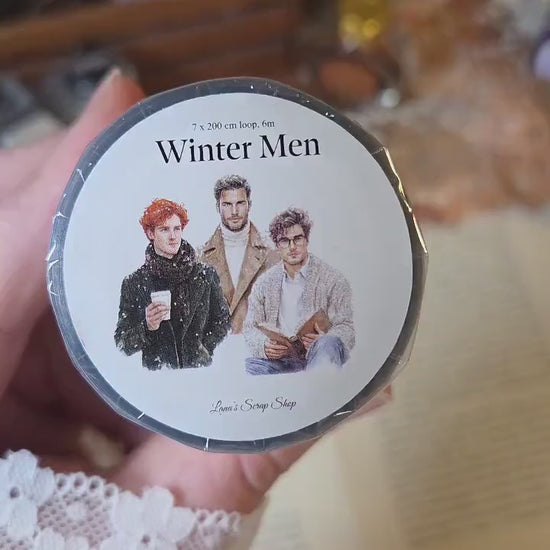 7 x 200 cm loop, 6m
Winter Men
Lana's Scrap Shop